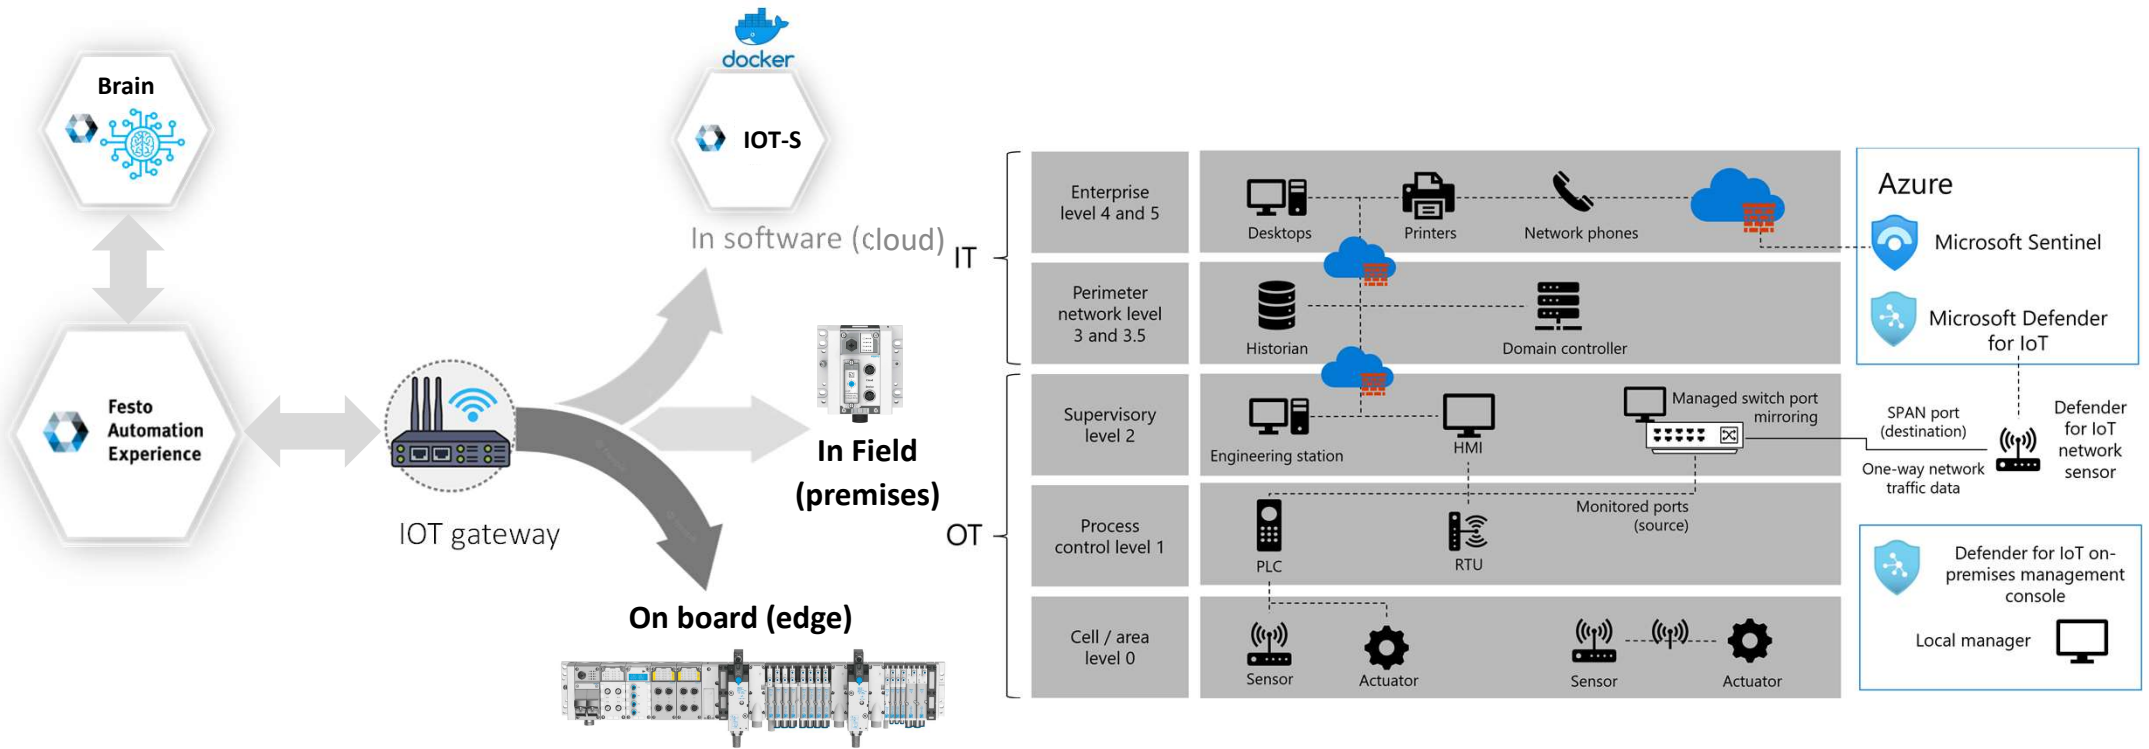 docker
Brain
IOT-S
In software (cloud)
Festo
Automation
Experience
IOT gateway
In Field
(premises)
On board (edge)
IT
OT
Enterprise
level 4 and 5
Desktops
Printers
Network phones
Perimeter
network level
3 and 3.5
Historian
Domain controller
Supervisory
level 2
Engineering station
HMI
Managed switch port
mirroring
Process
control level 1
PLC
RTU
Monitored ports
(source)
Cell / area
level 0
Sensor
Actuator
Sensor
Actuator
Azure
Microsoft Sentinel
Microsoft Defender
for IoT
SPAN port
(destination)
One-way network
traffic data
Defender
for IoT
network
sensor
Defender for IoT on-
premises management
console
Local manager